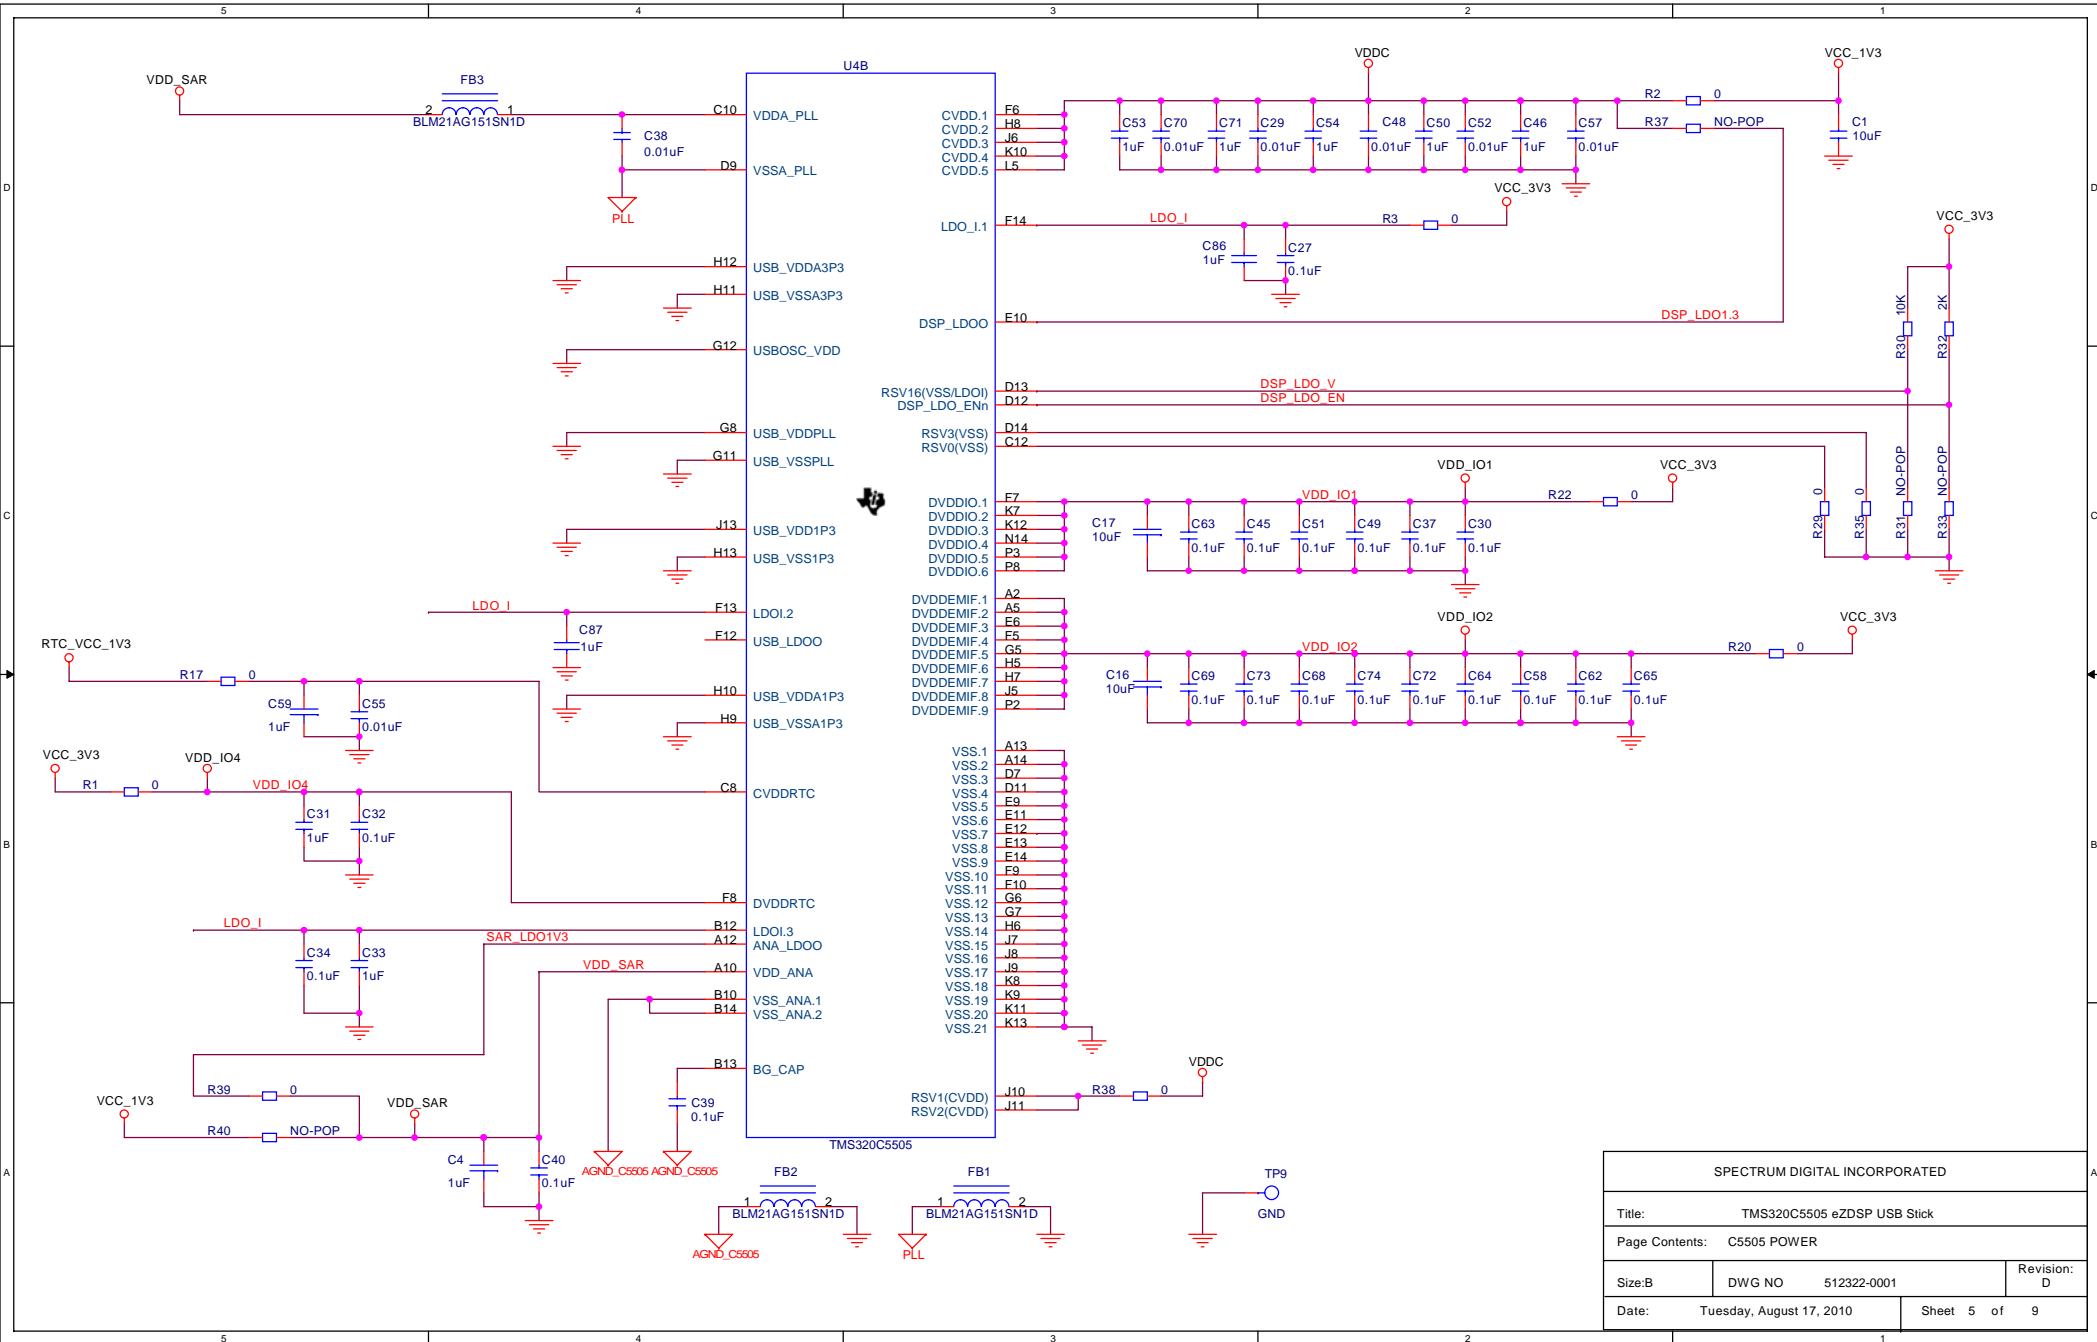 5 4 3 2 1
D
C
B
A
D
C
B
A
VDD_SAR
FB3
2 1
BLM21AG151SN1D
C38
0.01uF
PLL
U4B
C10 VDDA_PLL
D9 VSSA_PLL
H12 USB_VDDA3P3
H11 USB_VSSA3P3
G12 USBOSC_VDD
G8 USB_VDDPLL
G11 USB_VSSPLL
J13 USB_VDD1P3
H13 USB_VSS1P3
F13 LDOI.2
F12 USB_LDOO
H10 USB_VDDA1P3
H9 USB_VSSA1P3
C8 CVDDRTC
F8 DVDDRTC
B12 LDOI.3
A12 ANA_LDOO
A10 VDD_ANA
B10 VSS_ANA.1
B14 VSS_ANA.2
B13 BG_CAP
CVDD.1 F6
CVDD.2 H8
CVDD.3 J6
CVDD.4 K10
CVDD.5 L5
LDO_I.1 F14
DSP_LDOO E10
RSV16(VSS/LDOI) D13
DSP_LDO_ENn D12
RSV3(VSS) D14
RSV0(VSS) C12
DVDDIO.1 F7
DVDDIO.2 K7
DVDDIO.3 K12
DVDDIO.4 N14
DVDDIO.5 P3
DVDDIO.6 P8
DVDDEMIF.1 A2
DVDDEMIF.2 A5
DVDDEMIF.3 E6
DVDDEMIF.4 F5
DVDDEMIF.5 G5
DVDDEMIF.6 H5
DVDDEMIF.7 H7
DVDDEMIF.8 J5
DVDDEMIF.9 P2
VSS.1 A13
VSS.2 A14
VSS.3 D7
VSS.4 D11
VSS.5 E9
VSS.6 E11
VSS.7 E12
VSS.8 E13
VSS.9 E14
VSS.10 F9
VSS.11 F10
VSS.12 G6
VSS.13 G7
VSS.14 H6
VSS.15 J7
VSS.16 J8
VSS.17 J9
VSS.18 K8
VSS.19 K9
VSS.20 K11
VSS.21 K13
RSV1(CVDD) J10
RSV2(CVDD) J11
TMS320C5505
VDDC
VCC_1V3
R2 0
R37 NO-POP
C53 C70 C71 C29 C54 C48 C50 C52 C46 C57
1uF 0.01uF 1uF 0.01uF 1uF 0.01uF 1uF 0.01uF 1uF 0.01uF
C1
10uF
VCC_3V3
LDO_I
R3 0
C86
1uF
C27
0.1uF
VCC_3V3
DSP_LDO1.3
R30 10K
R32 2K
DSP_LDO_V
DSP_LDO_EN
R29 0
R35 0
R31 NO-POP
R33 NO-POP
VDD_IO1
VCC_3V3
VDD_IO1
R22 0
C17 C63 C45 C51 C49 C37 C30
10uF 0.1uF 0.1uF 0.1uF 0.1uF 0.1uF 0.1uF
VDD_IO2
VCC_3V3
VDD_IO2
R20 0
C16 C69 C73 C68 C74 C72 C64 C58 C62 C65
10uF 0.1uF 0.1uF 0.1uF 0.1uF 0.1uF 0.1uF 0.1uF 0.1uF 0.1uF
LDO_I
C87
1uF
RTC_VCC_1V3
R17 0
C59
1uF
C55
0.01uF
VCC_3V3
VDD_IO4
R1 0
VDD_IO4
C31
1uF
C32
0.1uF
LDO_I
SAR_LDO1V3
C34
0.1uF
C33
1uF
VDD_SAR
R39 0
VCC_1V3
VDD_SAR
R40 NO-POP
C4
1uF
C40
0.1uF
C39
0.1uF
AGND_C5505 AGND_C5505
R38 0
VDDC
FB2
1 2
BLM21AG151SN1D
AGND_C5505
FB1
1 2
BLM21AG151SN1D
PLL
TP9
GND
SPECTRUM DIGITAL INCORPORATED
Title: TMS320C5505 eZDSP USB Stick
Page Contents: C5505 POWER
Size:B DWG NO 512322-0001 Revision: D
Date: Tuesday, August 17, 2010 Sheet 5 of 9
5 4 3 2 1